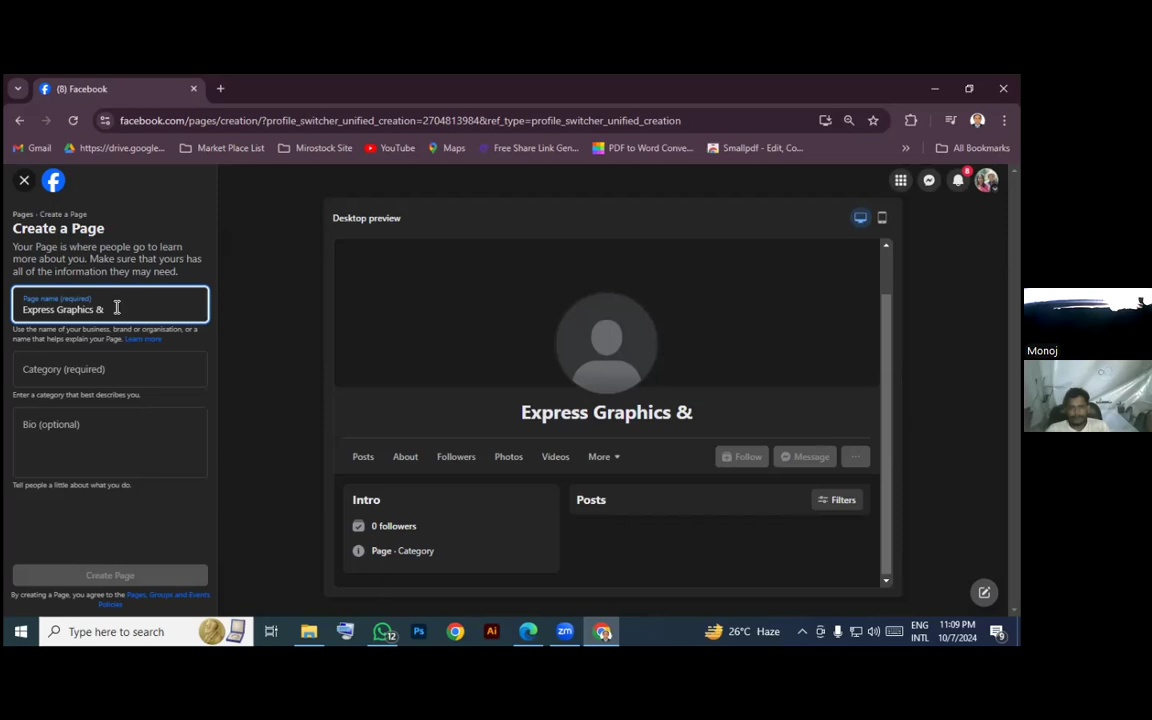 (8) Facebook
facebook.com/pages/creation/?profile_switcher_unified_creation=2704813984&ref_type=profile_switcher_unified_creation
Gmail
https://drive.google...
Market Place List
Mirostock Site
YouTube
Maps
Free Share Link Gen...
PDF to Word Conve...
Smallpdf - Edit, Co...
»
All Bookmarks
8
Pages · Create a Page
Create a Page
Your Page is where people go to learn
more about you. Make sure that yours has
all of the information they may need.
Page name (required)
Express Graphics &
Use the name of your business, brand or organisation, or a
name that helps explain your Page. Learn more
Category (required)
Enter a category that best describes you.
Bio (optional)
Tell people a little about what you do.
Create Page
By creating a Page, you agree to the Pages, Groups and Events
Policies
Desktop preview
Express Graphics &
Posts
About
Followers
Photos
Videos
More
Follow
Message
...
Intro
0 followers
Page · Category
Posts
Filters
Monoj
Type here to search
12
Ps
Ai
zm
26°C Haze
ENG
INTL
11:09 PM
10/7/2024
9